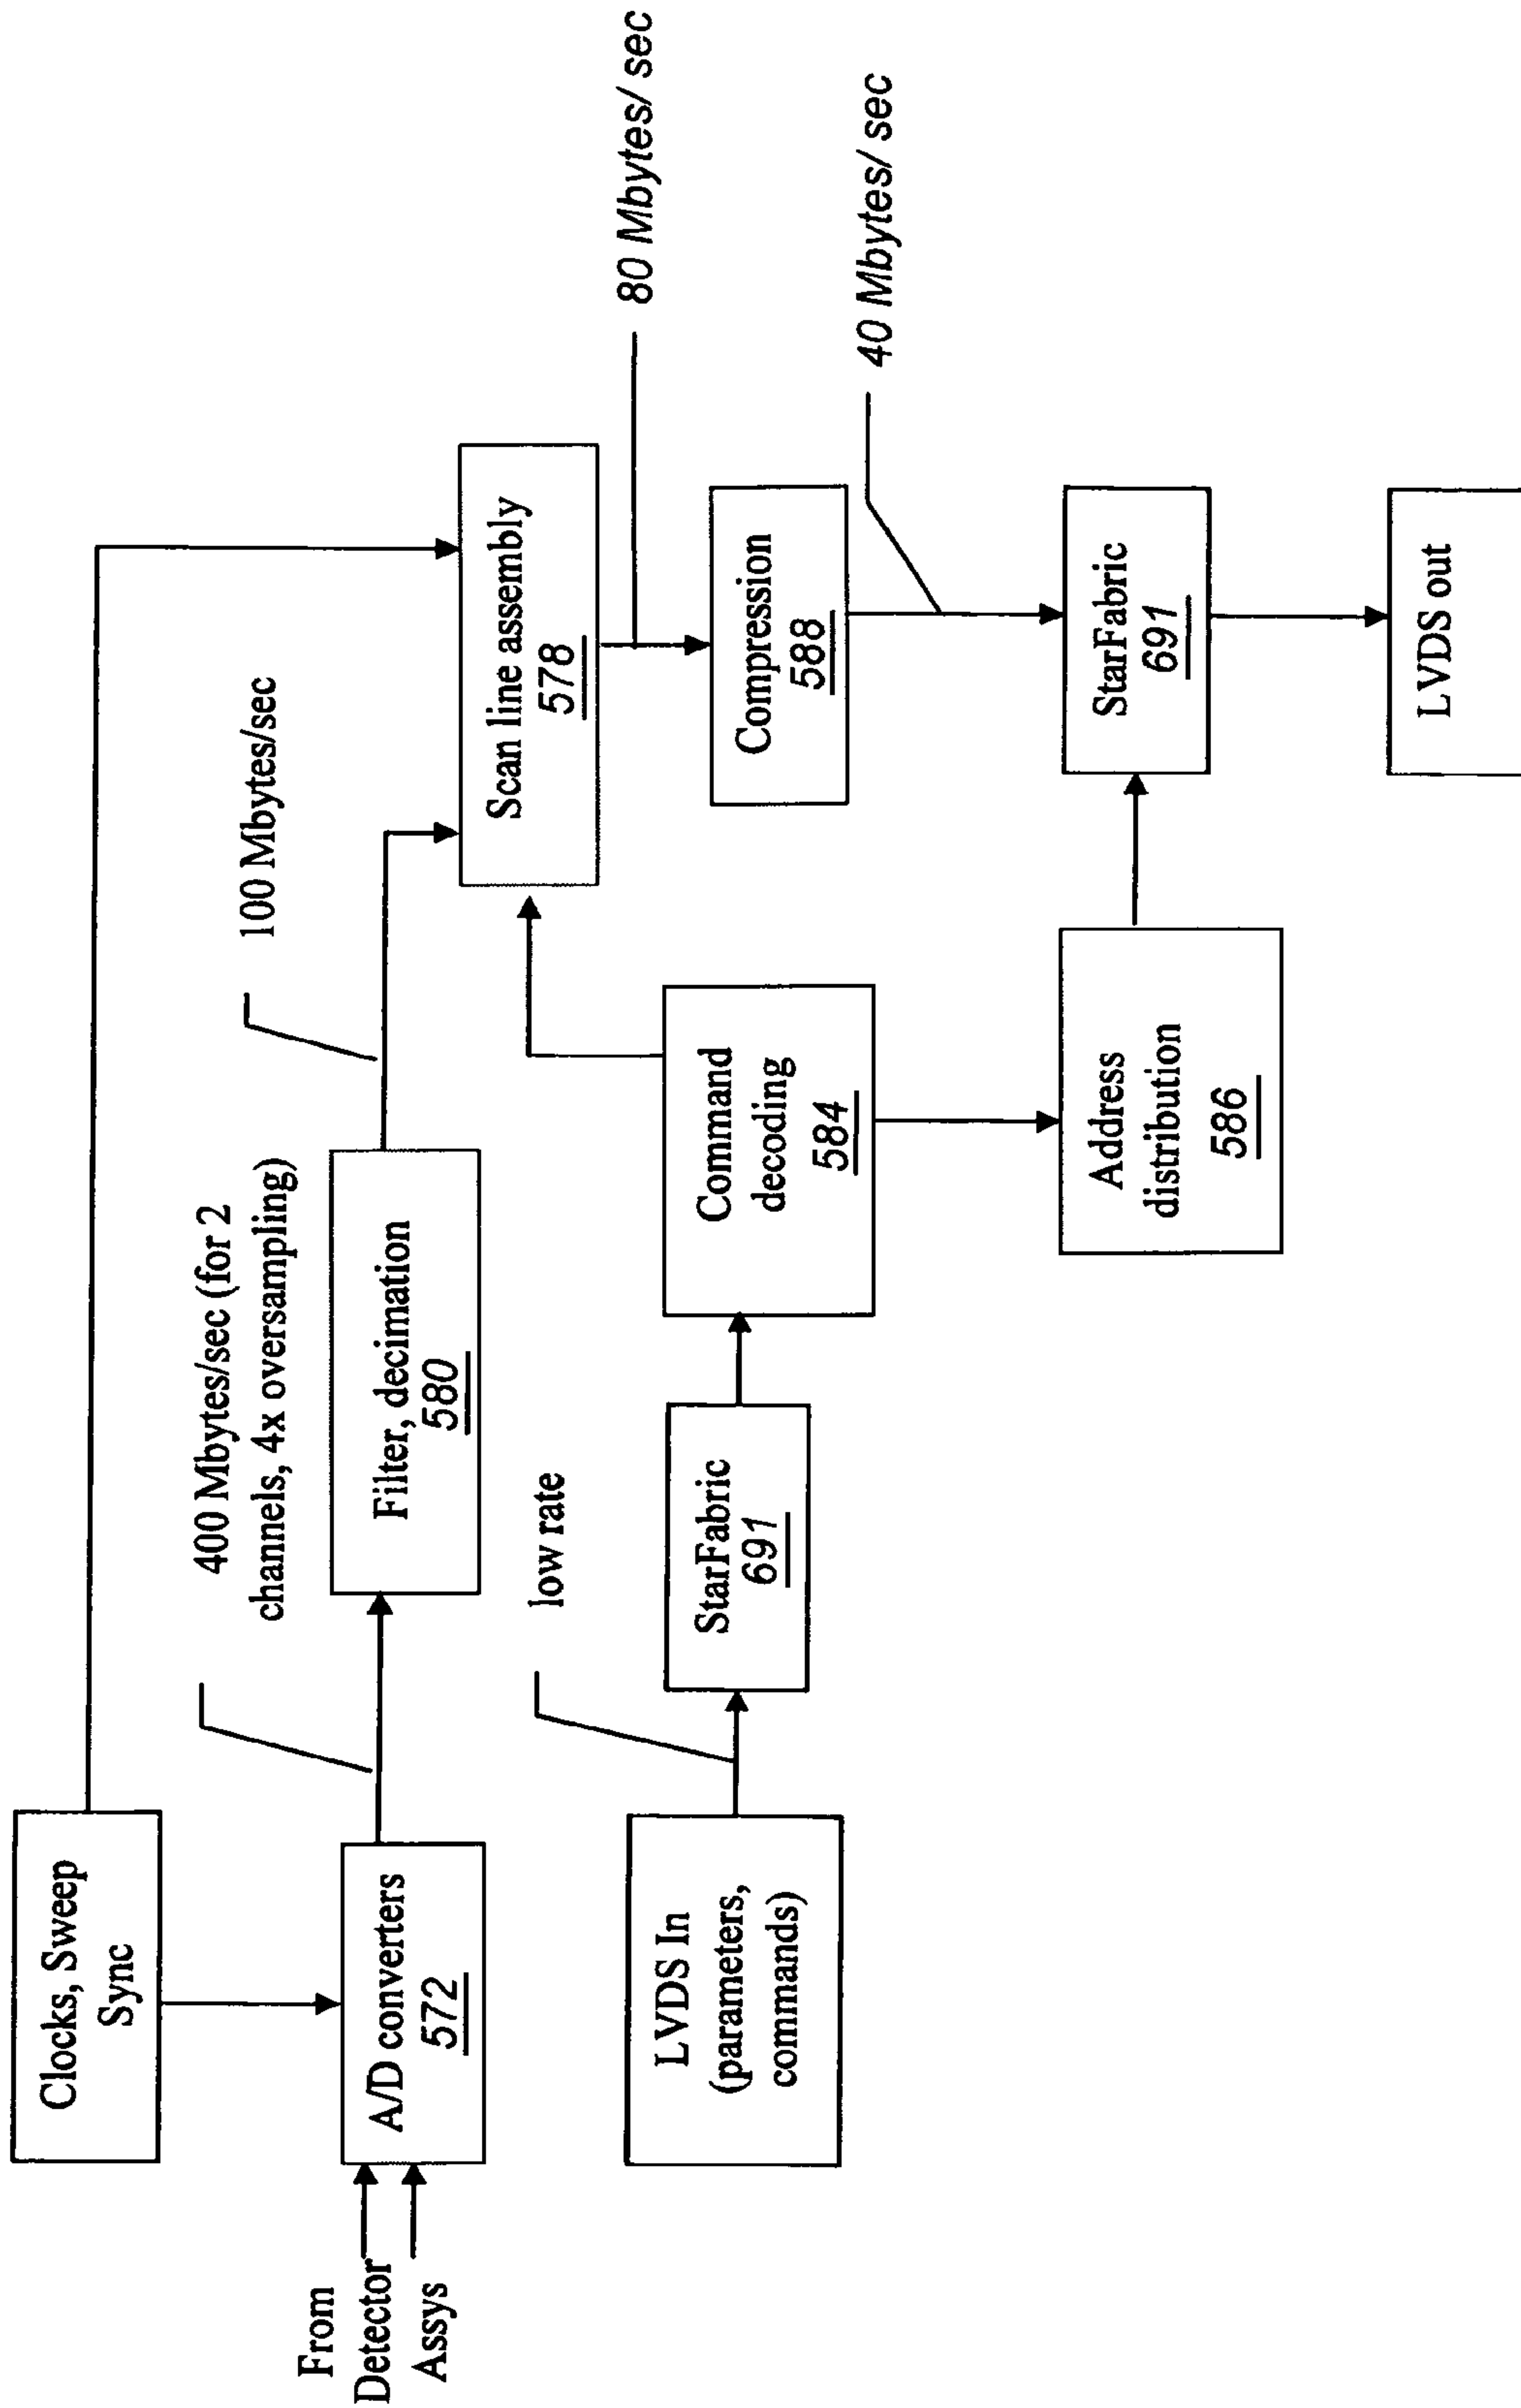 Clocks, Sweep
Sync
From
Detector
Assys
A/D converters
572
400 Mbytes/sec (for 2
channels, 4x oversampling)
Filter, decimation
580
100 Mbytes/sec
Scan line assembly
578
80 Mbytes/ sec
LVDS In
(parameters,
commands)
low rate
StarFabric
691
Command
decoding
584
Compression
588
40 Mbytes/ sec
Address
distribution
586
StarFabric
691
LVDS out